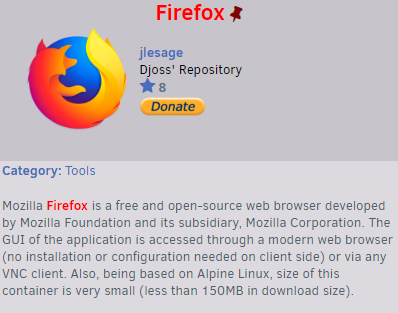 Firefox
jlesage
Djoss' Repository
8
Donate
Category: Tools
Mozilla Firefox is a free and open-source web browser developed
by Mozilla Foundation and its subsidiary, Mozilla Corporation. The
GUI of the application is accessed through a modern web browser
(no installation or configuration needed on client side) or via any
VNC client. Also, being based on Alpine Linux, size of this
container is very small (less than 150MB in download size).